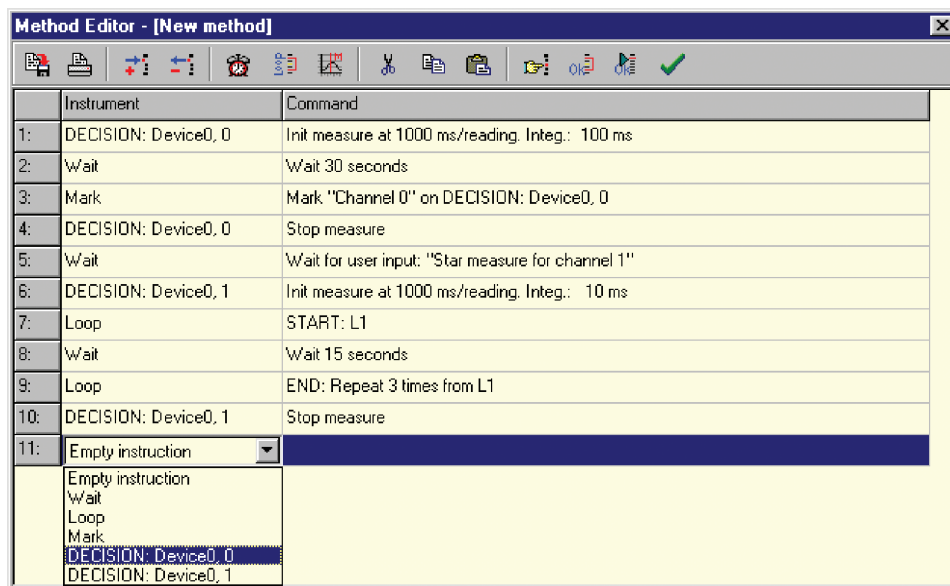 Method Editor - [New method]
Instrument Command
1: DECISION: Device0, 0 Init measure at 1000 ms/reading. Integ.: 100 ms
2: Wait Wait 30 seconds
3: Mark Mark "Channel 0" on DECISION: Device0, 0
4: DECISION: Device0, 0 Stop measure
5: Wait Wait for user input: "Star measure for channel 1"
6: DECISION: Device0, 1 Init measure at 1000 ms/reading. Integ.: 10 ms
7: Loop START: L1
8: Wait Wait 15 seconds
9: Loop END: Repeat 3 times from L1
10: DECISION: Device0, 1 Stop measure
11: Empty instruction
Empty instruction
Wait
Loop
Mark
DECISION: Device0, 0
DECISION: Device0, 1